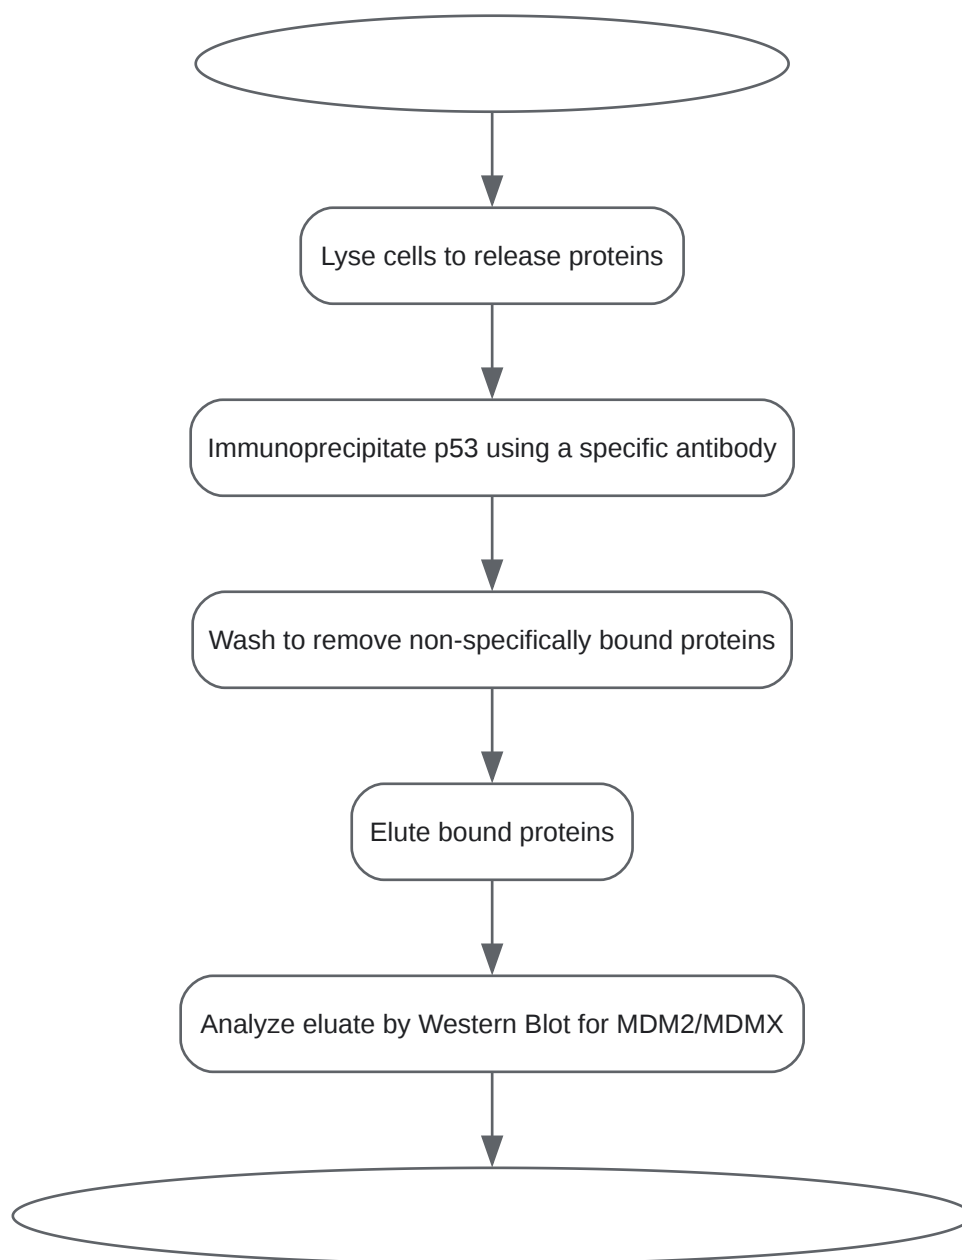 Lyse cells to release proteins
Immunoprecipitate p53 using a specific antibody
Wash to remove non-specifically bound proteins
Elute bound proteins
Analyze eluate by Western Blot for MDM2/MDMX